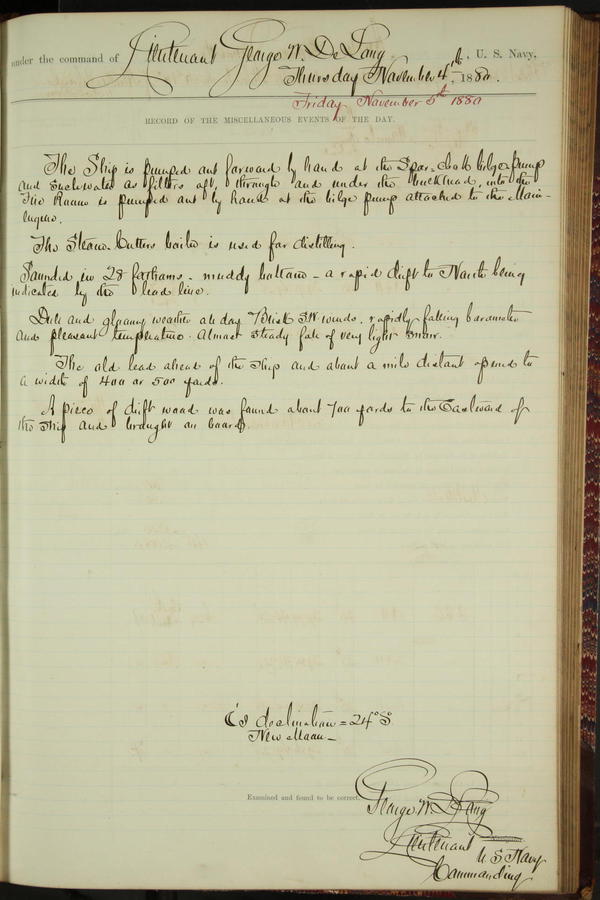 under the command of Lieutenant George W. De Long, U. S. Navy,
Thursday November 4th, 1880.
Friday November 5th 1880
RECORD OF THE MISCELLANEOUS EVENTS OF THE DAY.
The Ship is pumped out forward by hand at the Spar-deck bilge pump
and such water as filters aft, through and under the bulkhead, into the
Fire Room is pumped out by hand at the bilge pump attached to the Main-
engine.
The Steam Cutters boiler is used for distilling.
Sounded in 28 fathoms - muddy bottom - a rapid drift to North being
indicated by the lead line.
Dull and gloomy weather all day Brisk SW winds. rapidly falling barometer
and pleasant temperature. Almost steady fall of very light snow.
The old lead ahead of the Ship and about a mile distant opened to
a width of 400 or 500 yards.
A piece of drift wood was found about 700 yards to the Eastward of
the ship and brought on board.
☾'s declination = 24° S°
New Moon -
Examined and found to be correct.
George W. De Long
Lieutenant U S Navy
Commanding